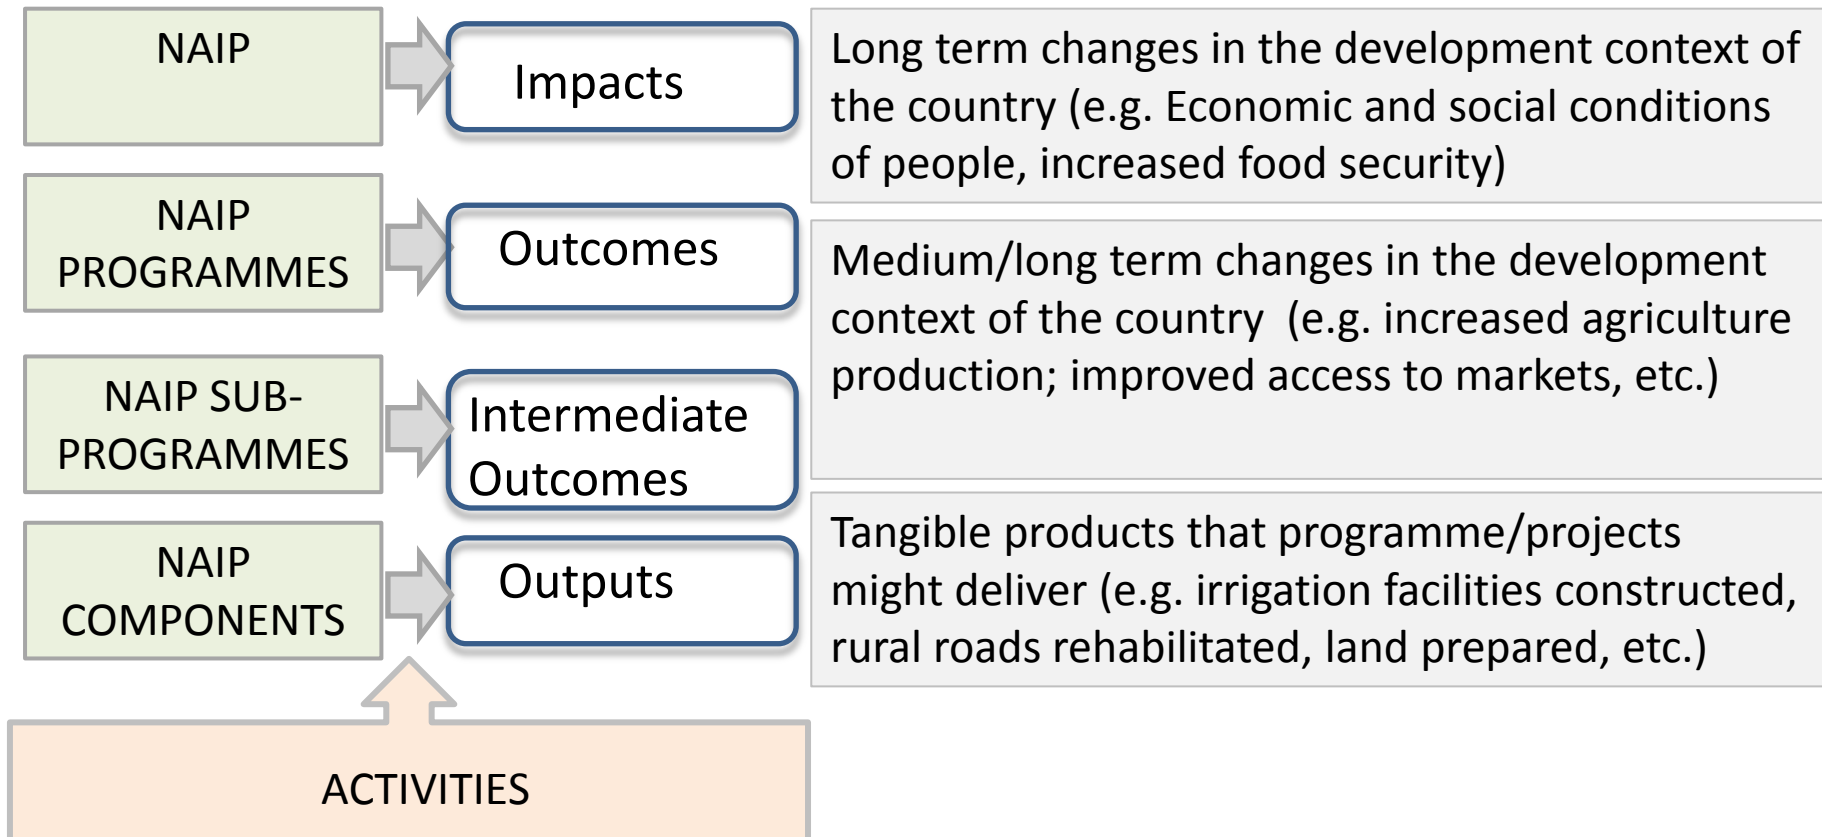 NAIP
Impacts
Long term changes in the development context of
the country (e.g. Economic and social conditions
of people, increased food security)
NAIP
PROGRAMMES
Outcomes
Medium/long term changes in the development
context of the country  (e.g. increased agriculture
production; improved access to markets, etc.)
NAIP SUB-
PROGRAMMES
Intermediate
Outcomes
NAIP
COMPONENTS
Outputs
Tangible products that programme/projects
might deliver (e.g. irrigation facilities constructed,
rural roads rehabilitated, land prepared, etc.)
ACTIVITIES